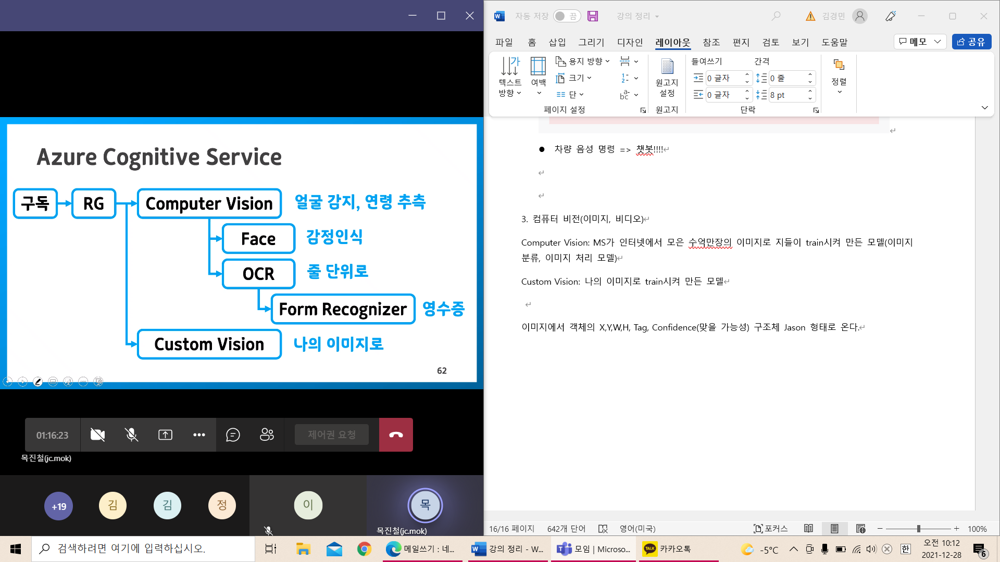 Azure Cognitive Service
구독
RG
Computer Vision
얼굴 감지, 연령 추측
Face
감정인식
OCR
줄 단위로
Form Recognizer
영수증
Custom Vision
나의 이미지로
62
01:16:23
제어권 요청
목진철(jc.mok)
+19
김
김
정
이
목
목진철(jc.mok)
자동 저장
끔
강의 정리
김경민
파일
홈
삽입
그리기
디자인
레이아웃
참조
편지
검토
보기
도움말
메모
공유
텍스트
방향
여백
용지 방향
크기
단
페이지 설정
원고지
설정
원고지
들여쓰기
간격
0 글자
0 줄
0 글자
8 pt
단락
정렬
차량 음성 명령 => 챗봇!!!!
3. 컴퓨터 비전(이미지, 비디오)
Computer Vision: MS가 인터넷에서 모은 수억만장의 이미지로 지들이 train시켜 만든 모델(이미지
분류, 이미지 처리 모델)
Custom Vision: 나의 이미지로 train시켜 만든 모델
이미지에서 객체의 X,Y,W,H, Tag, Confidence(맞을 가능성) 구조체 Jason 형태로 온다.
16/16 페이지
642개 단어
영어(미국)
포커스
100%
검색하려면 여기에 입력하십시오.
메일쓰기 : 네...
강의 정리 - W...
모임 | Microso...
TALK
카카오톡
-5°C
한
오전 10:12
2021-12-28
6